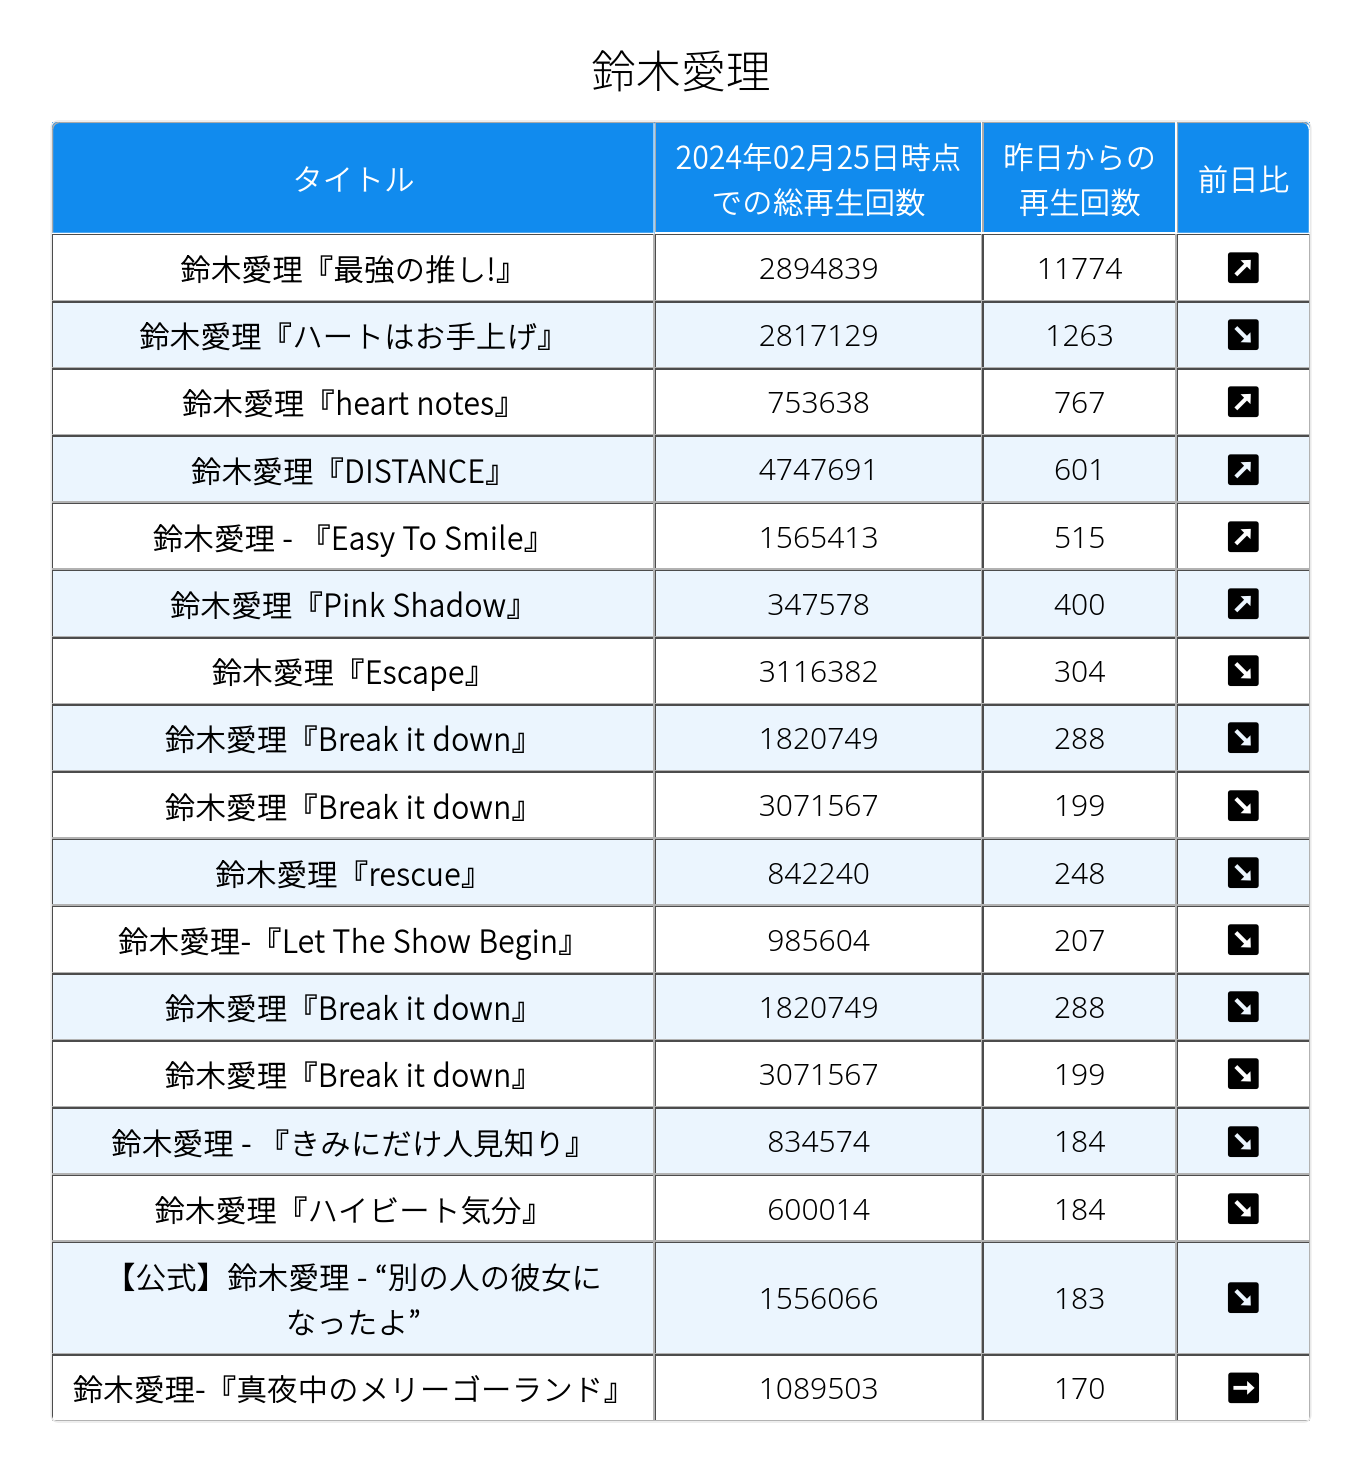 鈴木愛理
タイトル
2024年02月25日時点
での総再生回数
昨日からの
再生回数
前日比
鈴木愛理『最強の推し!』 2894839 11774
鈴木愛理『ハートはお手上げ』 2817129 1263
鈴木愛理『heart notes』 753638 767
鈴木愛理『DISTANCE』 4747691 601
鈴木愛理 - 『Easy To Smile』 1565413 515
鈴木愛理『Pink Shadow』 347578 400
鈴木愛理『Escape』 3116382 304
鈴木愛理『Break it down』 1820749 288
鈴木愛理『Break it down』 3071567 199
鈴木愛理『rescue』 842240 248
鈴木愛理-『Let The Show Begin』 985604 207
鈴木愛理『Break it down』 1820749 288
鈴木愛理『Break it down』 3071567 199
鈴木愛理 - 『きみにだけ人見知り』 834574 184
鈴木愛理『ハイビート気分』 600014 184
【公式】鈴木愛理 - “別の人の彼女に
なったよ” 1556066 183
鈴木愛理-『真夜中のメリーゴーランド』 1089503 170